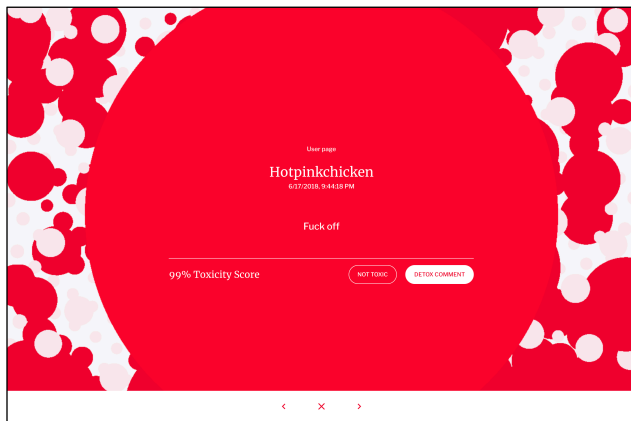 User page
Hotpinkchicken
6/17/2018, 9:44:18 PM
Fuck off
99% Toxicity Score
NOT TOXIC
DETOX COMMENT